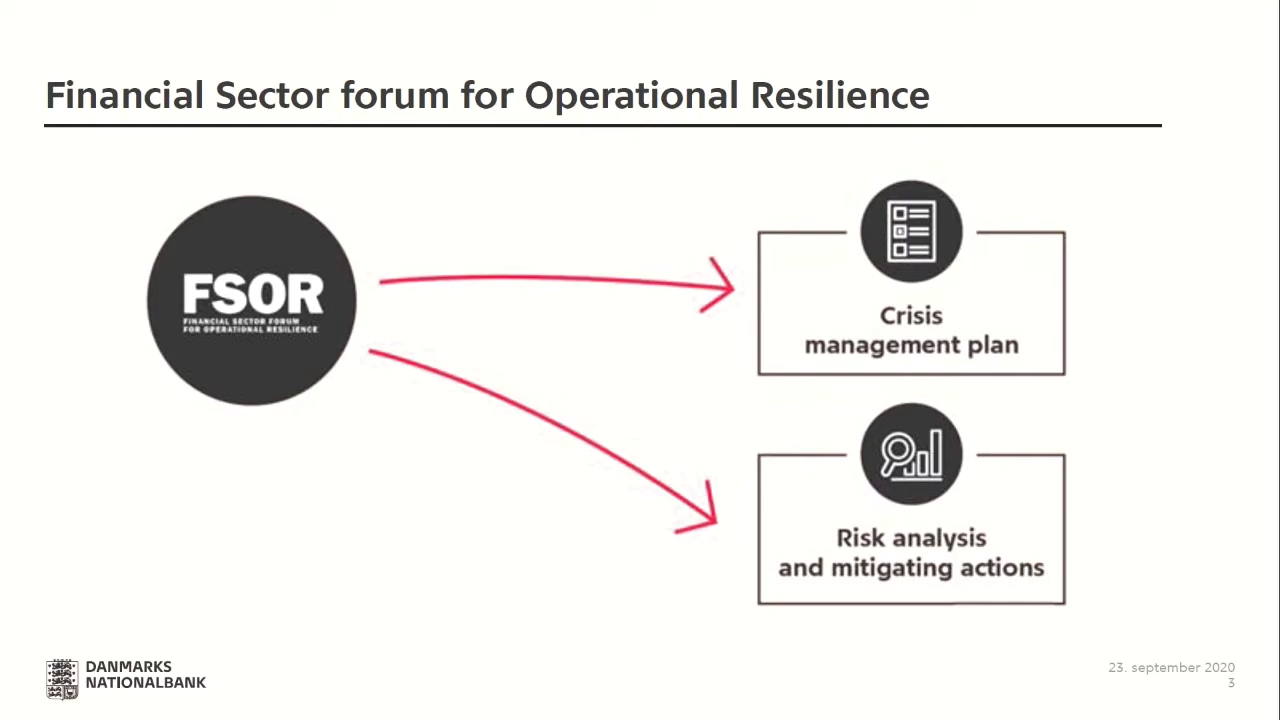 Financial Sector forum for Operational Resilience
FSOR
FINANCIAL SECTOR FORUM
FOR OPERATIONAL RESILIENCE
Crisis
management plan
Risk analysis
and mitigating actions
DANMARKS
NATIONALBANK
23. september 2020
3